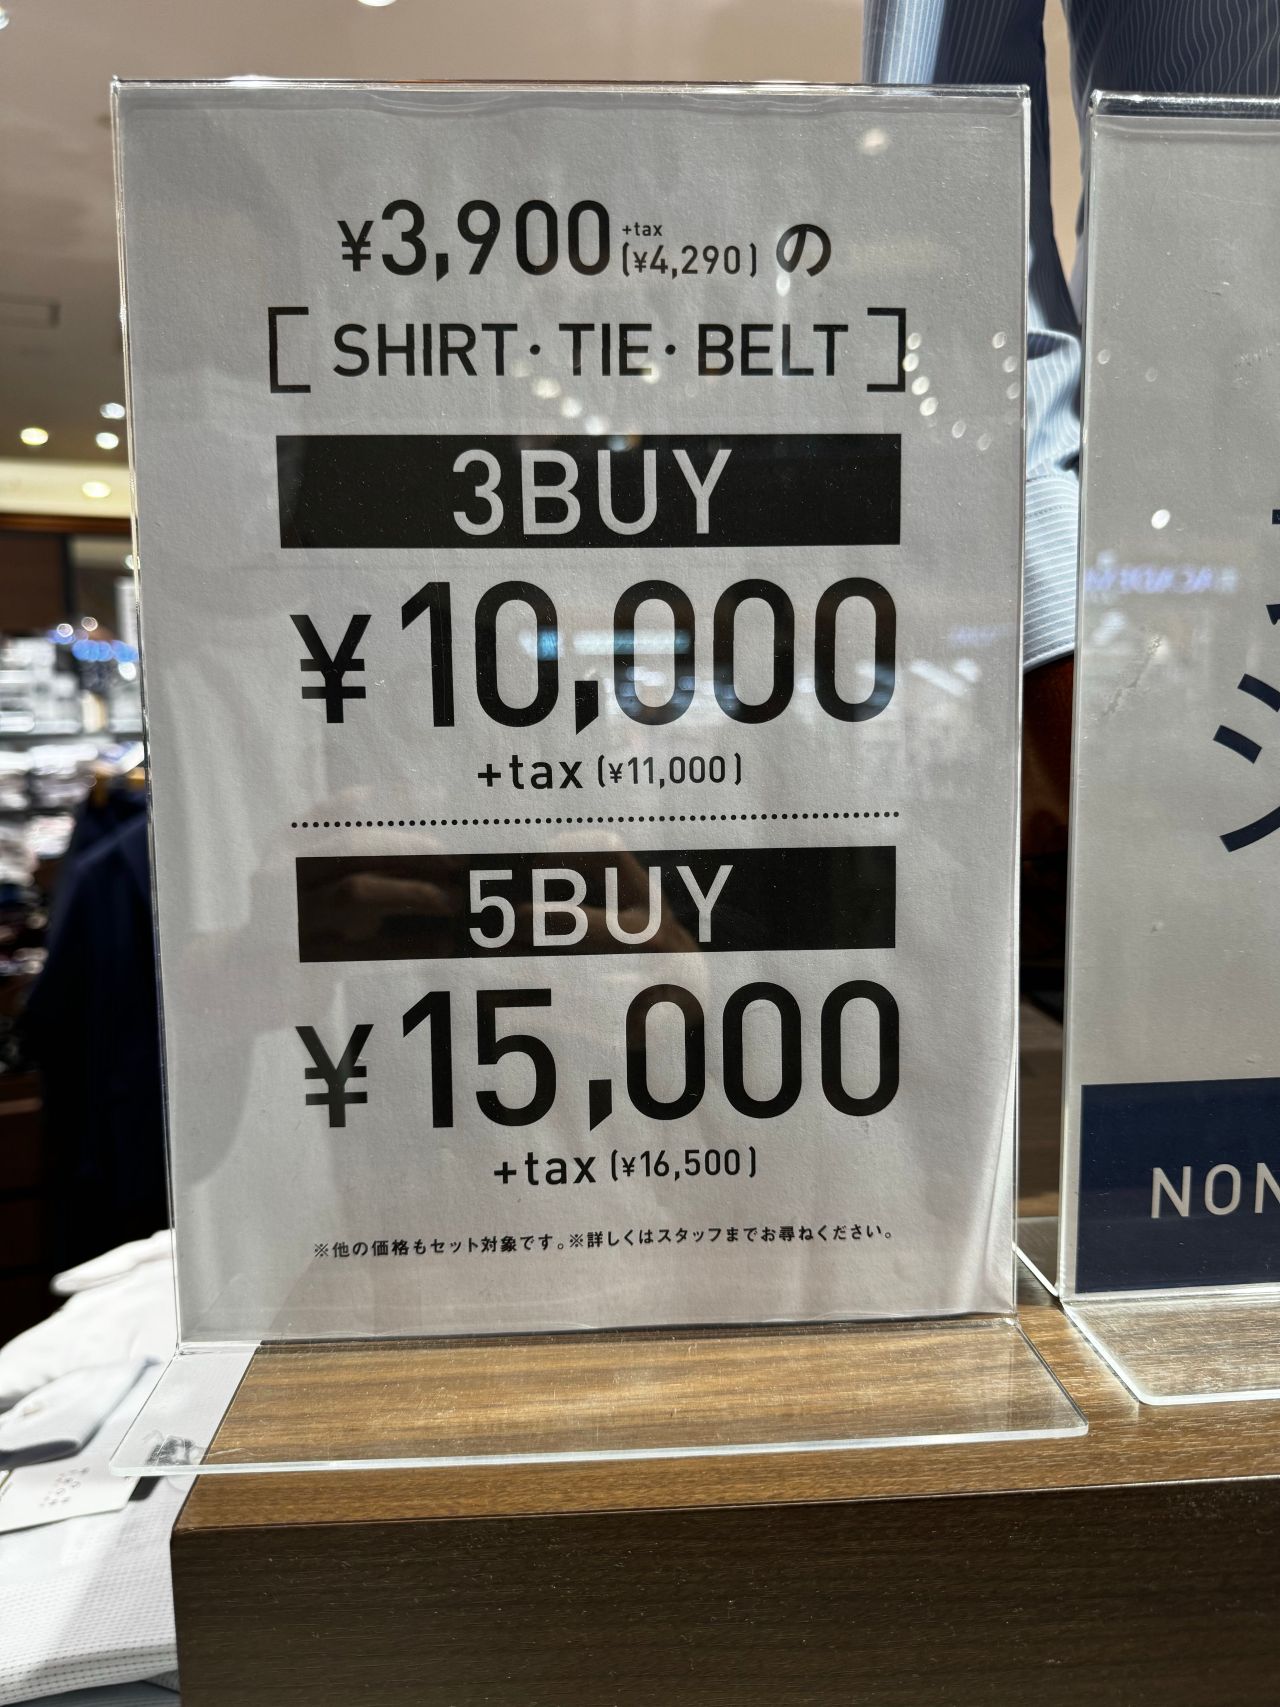 ¥3,900 +tax (¥4,290) の
[ SHIRT・TIE・BELT ]
3BUY
¥10,000
+tax (¥11,000)
5BUY
¥15,000
+tax (¥16,500)
※他の価格もセット対象です。※詳しくはスタッフまでお尋ねください。